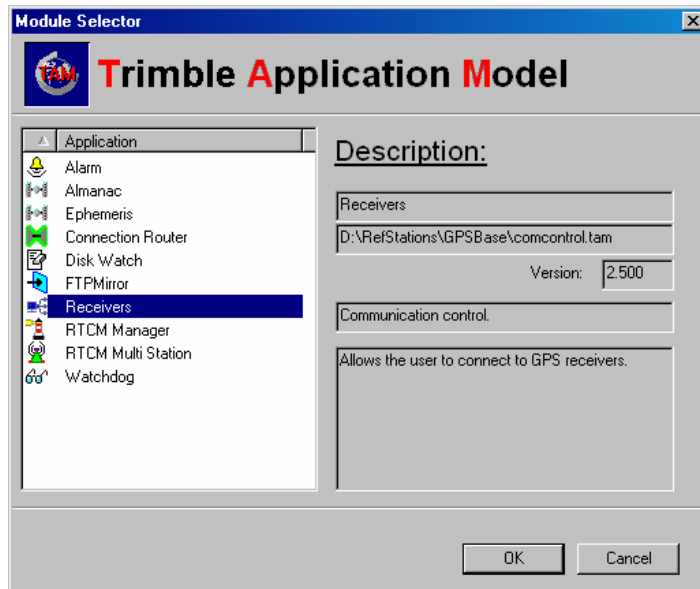 Module Selector
TAM
Trimble Application Model
Application
Alarm
Almanac
Ephemeris
Connection Router
Disk Watch
FTPMirror
Receivers
RTCM Manager
RTCM Multi Station
Watchdog
Description:
Receivers
D:\RefStations\GPSBase\comcontrol.tam
Version: 2.500
Communication control.
Allows the user to connect to GPS receivers.
OK Cancel